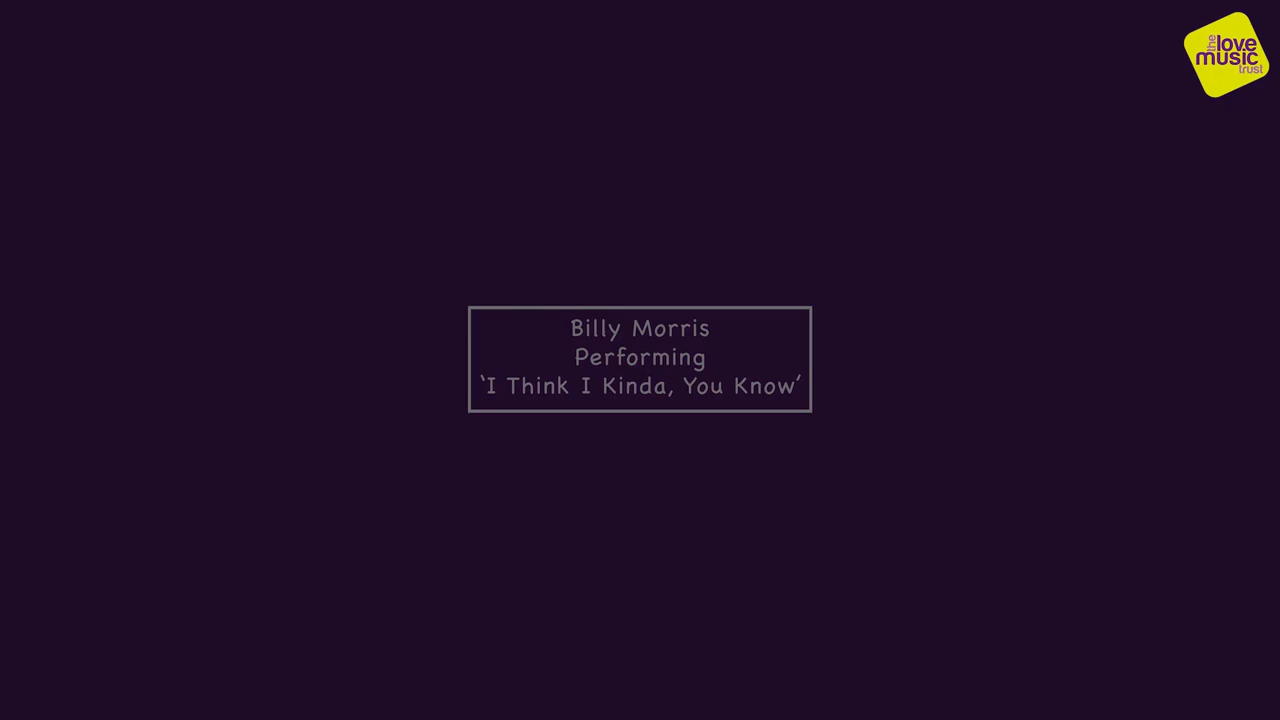 the
love
music
trust
Billy Morris
Performing
‘I Think I Kinda, You Know’